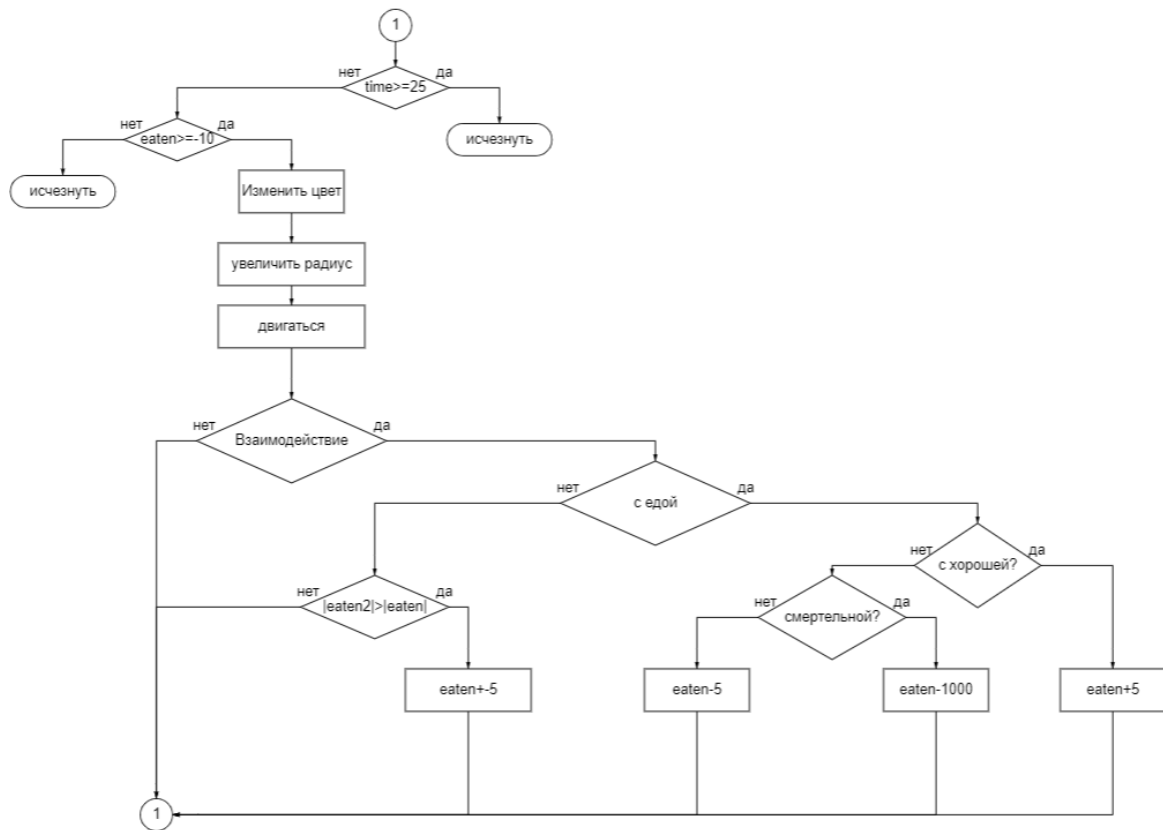 1
нет
да
time>=25
нет
да
eaten>=-10
исчезнуть
исчезнуть
Изменить цвет
увеличить радиус
двигаться
нет
да
Взаимодействие
нет
да
с едой
нет
да
с хорошей?
нет
да
|eaten2|>|eaten|
нет
да
смертельной?
eaten+-5
eaten-5
eaten-1000
eaten+5
1